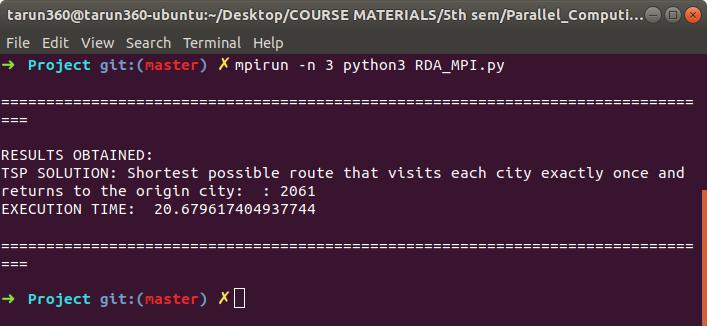 tarun360@tarun360-ubuntu:~/Desktop/COURSE MATERIALS/5th sem/Parallel_Computi...
File Edit View Search Terminal Help
➜ Project git:(master) ✗ mpirun -n 3 python3 RDA_MPI.py
=============================================================================
===
RESULTS OBTAINED:
TSP SOLUTION: Shortest possible route that visits each city exactly once and
returns to the origin city:  : 2061
EXECUTION TIME:  20.679617404937744
=============================================================================
===
➜ Project git:(master) ✗